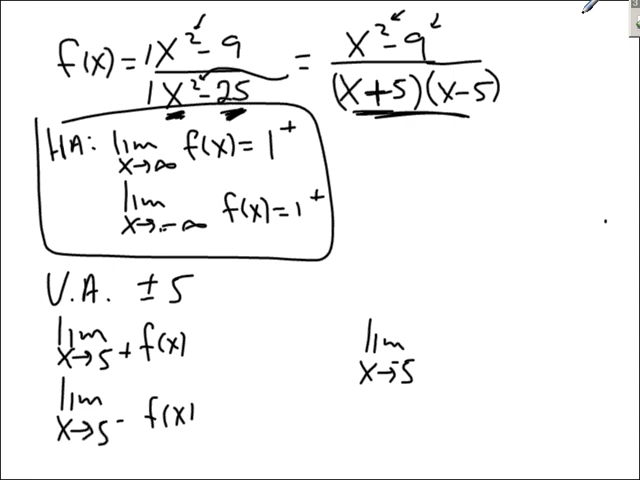 f(x) = 1x² - 9 / 1x² - 25 = x² - 9 / (x+5)(x-5)
HA: lim x→∞ f(x) = 1⁺
lim x→-∞ f(x) = 1⁺
V.A. ±5
lim x→5⁺ f(x)
lim x→-5
lim x→5⁻ f(x)